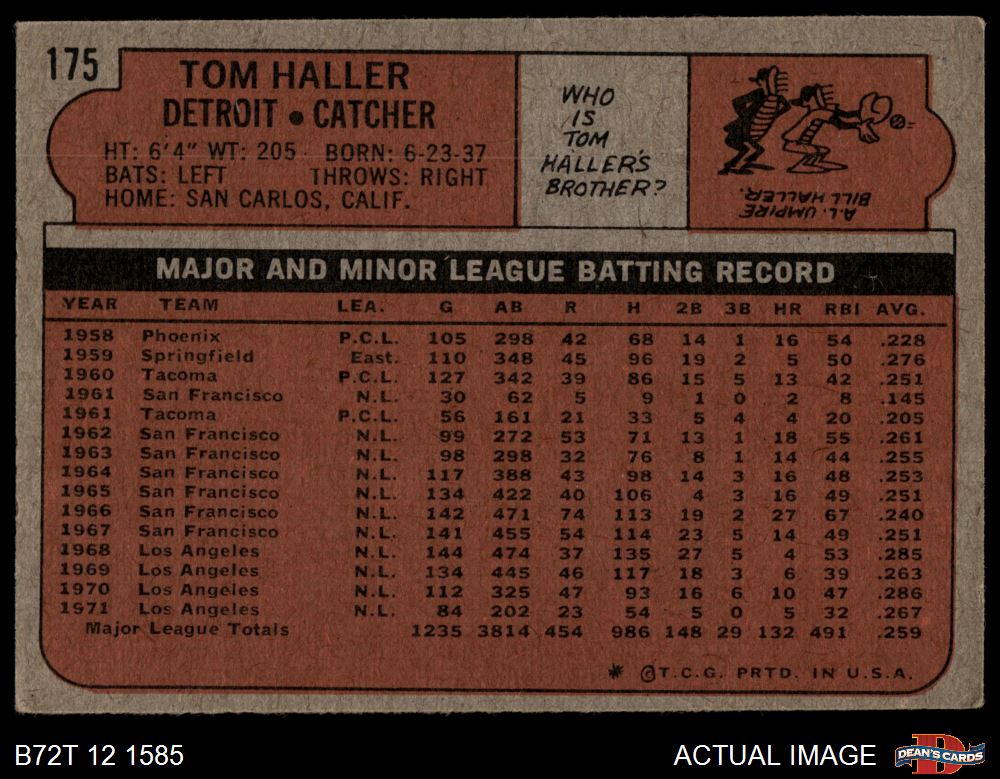 175
TOM HALLER
DETROIT • CATCHER
HT: 6'4" WT: 205 BORN: 6-23-37
BATS: LEFT THROWS: RIGHT
HOME: SAN CARLOS, CALIF.
WHO
IS
TOM
HALLER'S
BROTHER?
A.L. UMPIRE
BILL HALLER.
MAJOR AND MINOR LEAGUE BATTING RECORD
YEAR TEAM LEA. G AB R H 2B 3B HR RBI AVG.
1958 Phoenix P.C.L. 105 298 42 68 14 1 16 54 .228
1959 Springfield East. 110 348 45 96 19 2 5 50 .276
1960 Tacoma P.C.L. 127 342 39 86 15 5 13 42 .251
1961 San Francisco N.L. 30 62 5 9 1 0 2 8 .145
1961 Tacoma P.C.L. 56 161 21 33 5 4 4 20 .205
1962 San Francisco N.L. 99 272 53 71 13 1 18 55 .261
1963 San Francisco N.L. 98 298 32 76 8 1 14 44 .255
1964 San Francisco N.L. 117 388 43 98 14 3 16 48 .253
1965 San Francisco N.L. 134 422 40 106 4 3 16 49 .251
1966 San Francisco N.L. 142 471 74 113 19 2 27 67 .240
1967 San Francisco N.L. 141 455 54 114 23 5 14 49 .251
1968 Los Angeles N.L. 144 474 37 135 27 5 4 53 .285
1969 Los Angeles N.L. 134 445 46 117 18 3 6 39 .263
1970 Los Angeles N.L. 112 325 47 93 16 6 10 47 .286
1971 Los Angeles N.L. 84 202 23 54 5 0 5 32 .267
Major League Totals 1235 3814 454 986 148 29 132 491 .259
* ©T.C.G. PRTD. IN U.S.A.
B72T 12 1585
ACTUAL IMAGE
D
DEAN'S CARDS